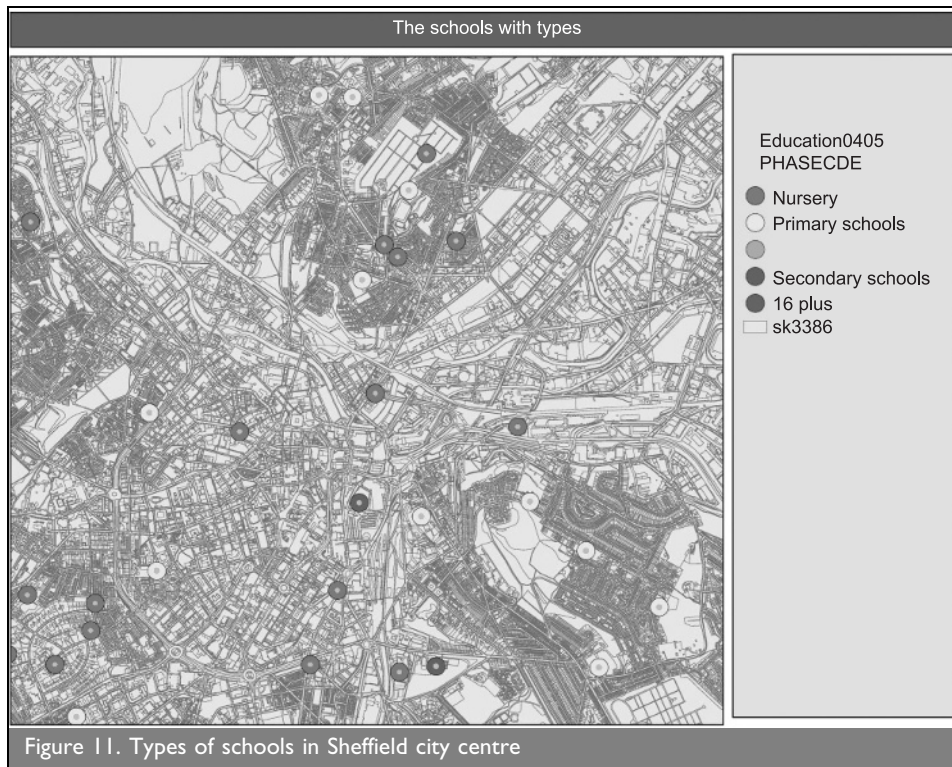 The schools with types
Education0405
PHASECDE
Nursery
Primary schools
Secondary schools
16 plus
sk3386
Figure 11. Types of schools in Sheffield city centre